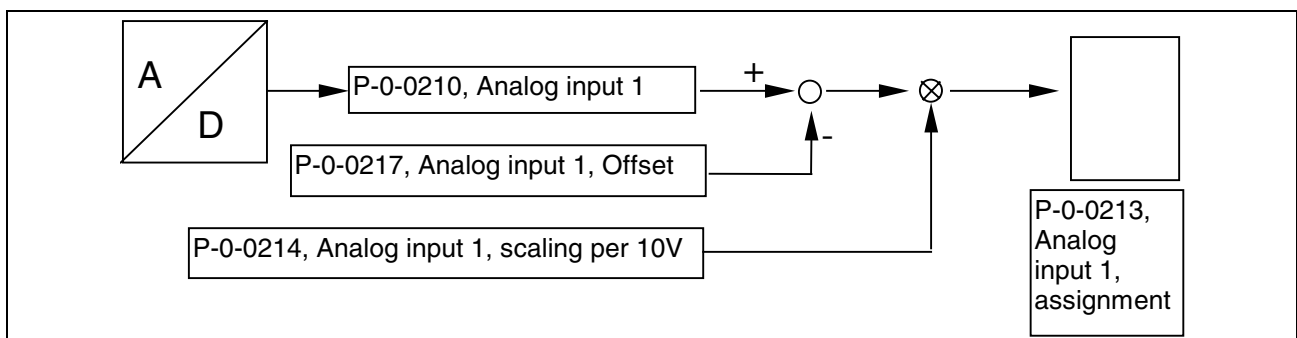 A
D
P-0-0210, Analog input 1
+
-
P-0-0217, Analog input 1, Offset
P-0-0214, Analog input 1, scaling per 10V
P-0-0213,
Analog
input 1,
assignment